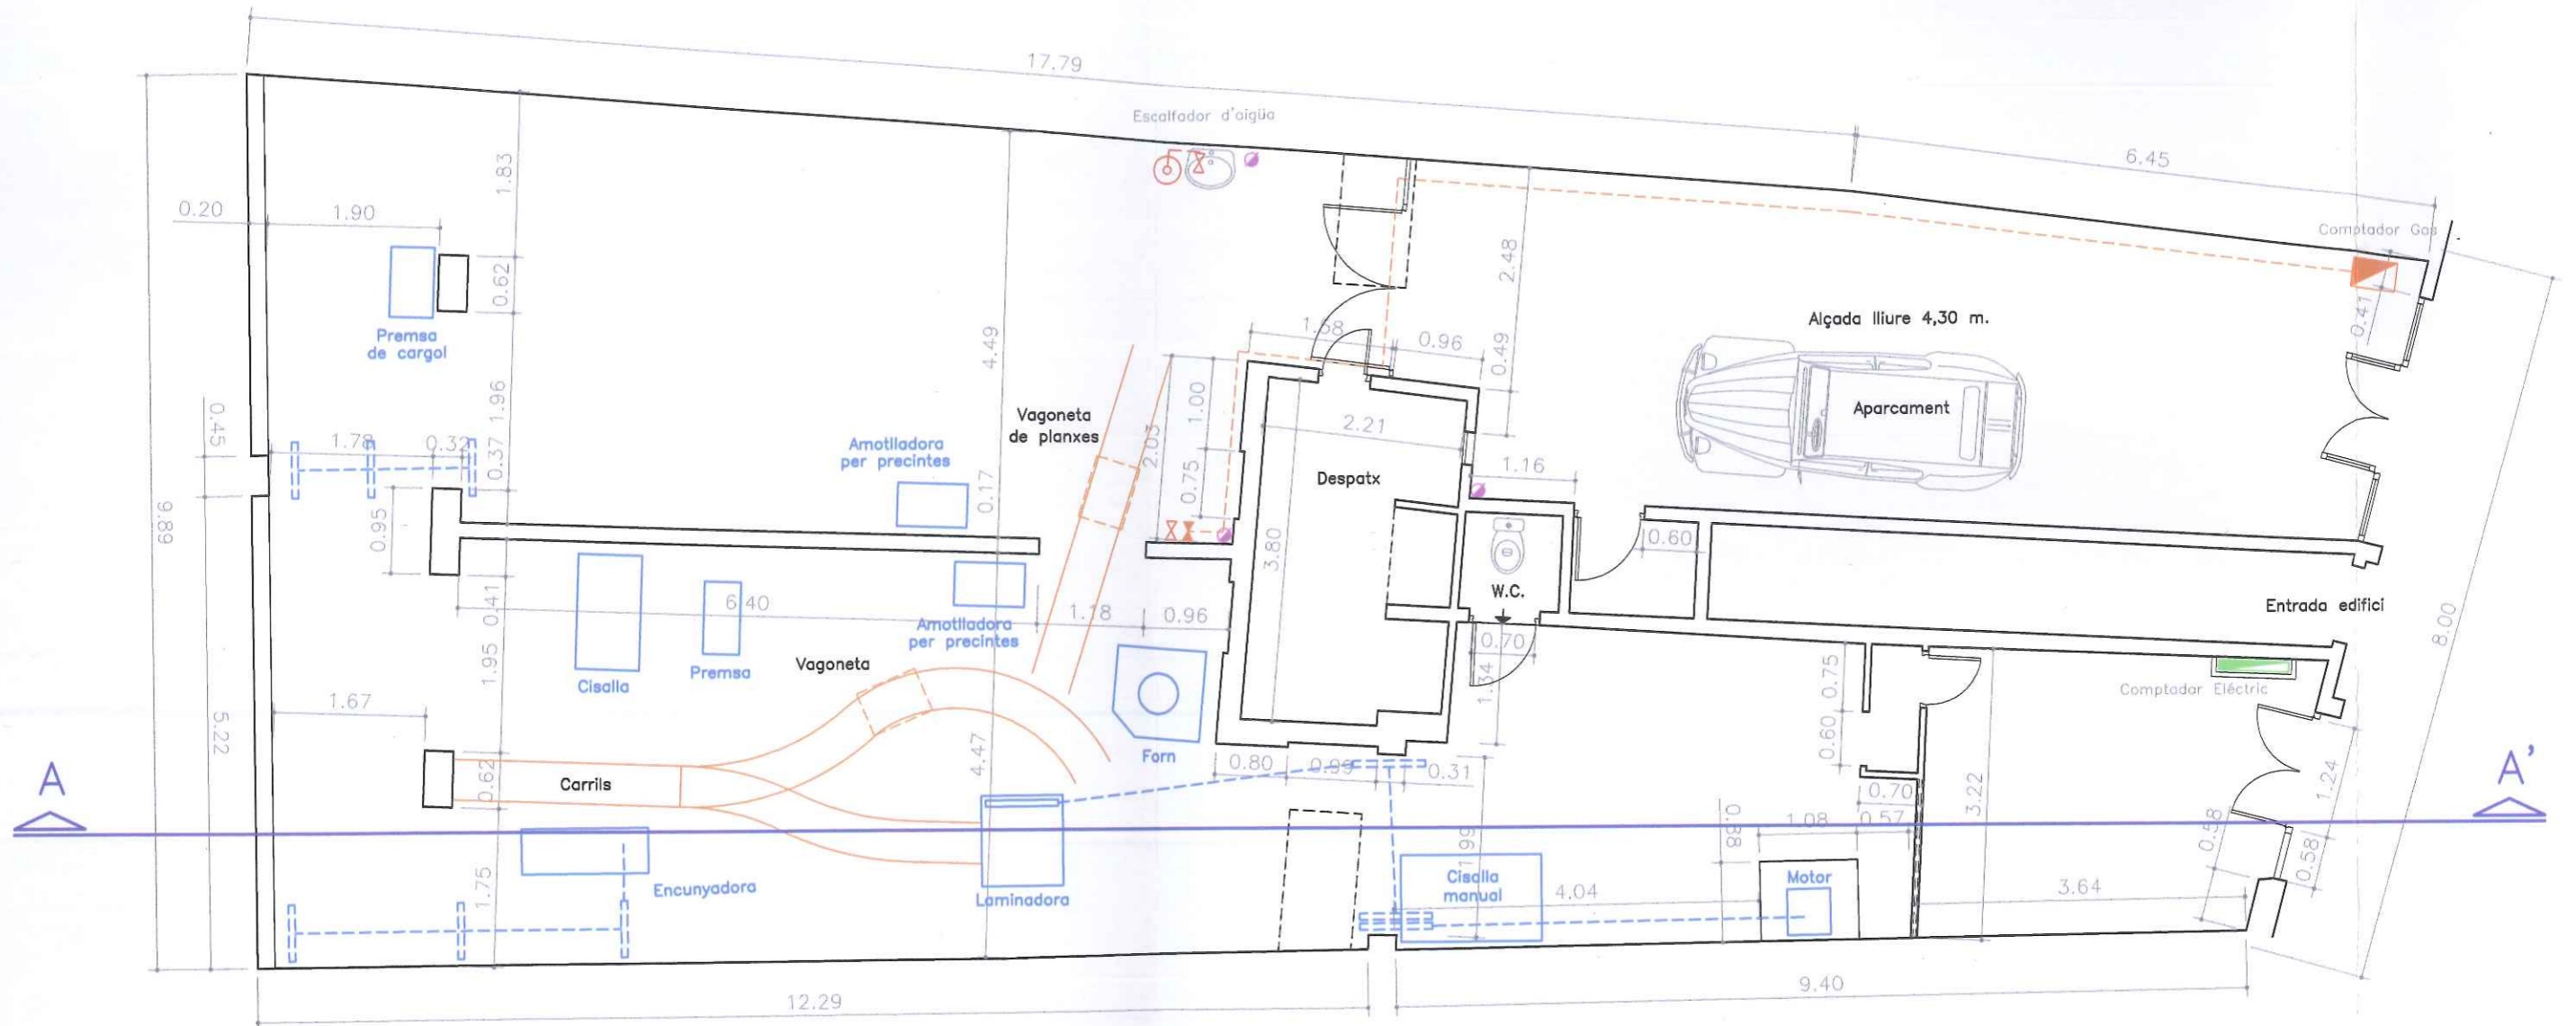 17.79
6.45
Escalfador d'aigüa
1.83
0.20
1.90
0.62
Premsa
de cargol
2.48
Comptador Gas
0.41
Alçada lliure 4,30 m.
Aparcament
1.58
0.96
0.49
4.49
1.00
2.03
0.75
2.21
Vagoneta
de planxes
Amotlladora
per precintes
0.45
1.78
0.32
1.96
0.37
0.17
0.95
9.89
Despatx
1.16
3.80
0.60
W.C.
Entrada edifici
8.00
0.41
6.40
1.18
0.96
Amotlladora
per precintes
Cisalla
Premsa
Vagoneta
1.95
0.70
1.34
0.75
0.60
Comptador Eléctric
1.67
5.22
4.47
Forn
0.80
0.99
0.31
Carrils
0.62
A
A'
3.22
1.24
0.70
0.57
1.08
0.88
0.58
0.58
1.99
1.75
Encunyadora
Laminadora
Cisalla
manual
4.04
Motor
3.64
12.29
9.40